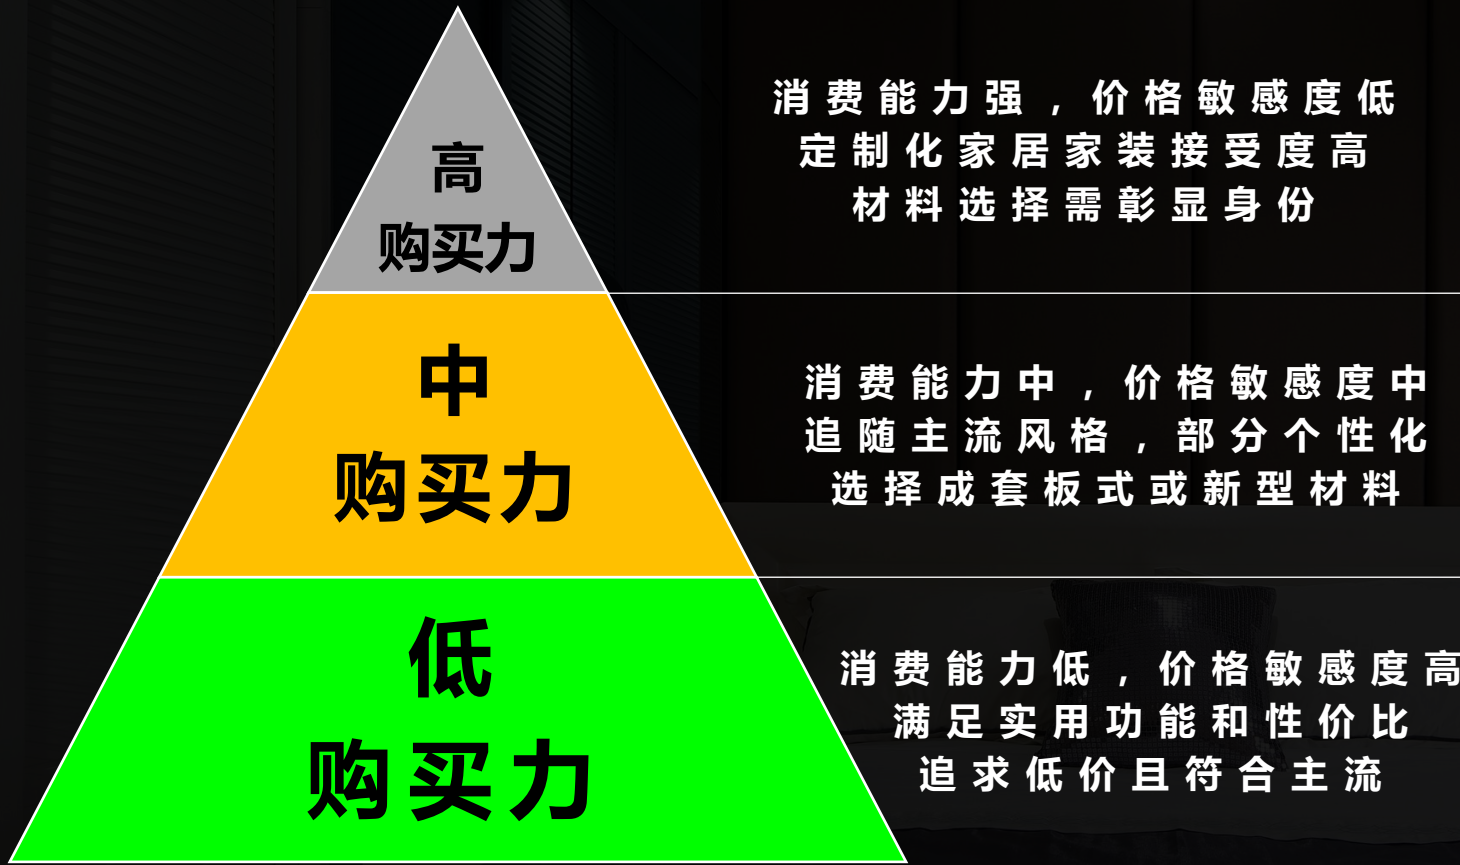 高
购买力
消费能力强，价格敏感度低
定制化家居家装接受度高
材料选择需彰显身份
中
购买力
消费能力中，价格敏感度中
追随主流风格，部分个性化
选择成套板式或新型材料
低
购买力
消费能力低，价格敏感度高
满足实用功能和性价比
追求低价且符合主流